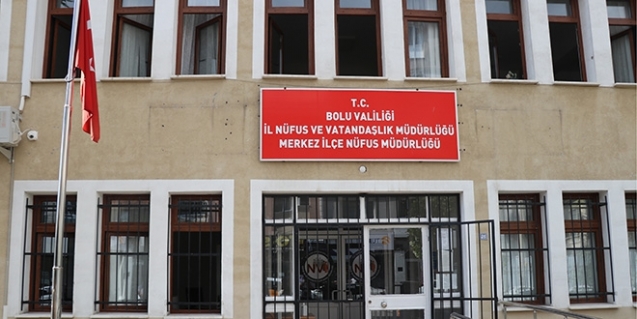 T.C.
BOLU VALİLİĞİ
İL NÜFUS VE VATANDAŞLIK MÜDÜRLÜĞÜ
MERKEZ İLÇE NÜFUS MÜDÜRLÜĞÜ